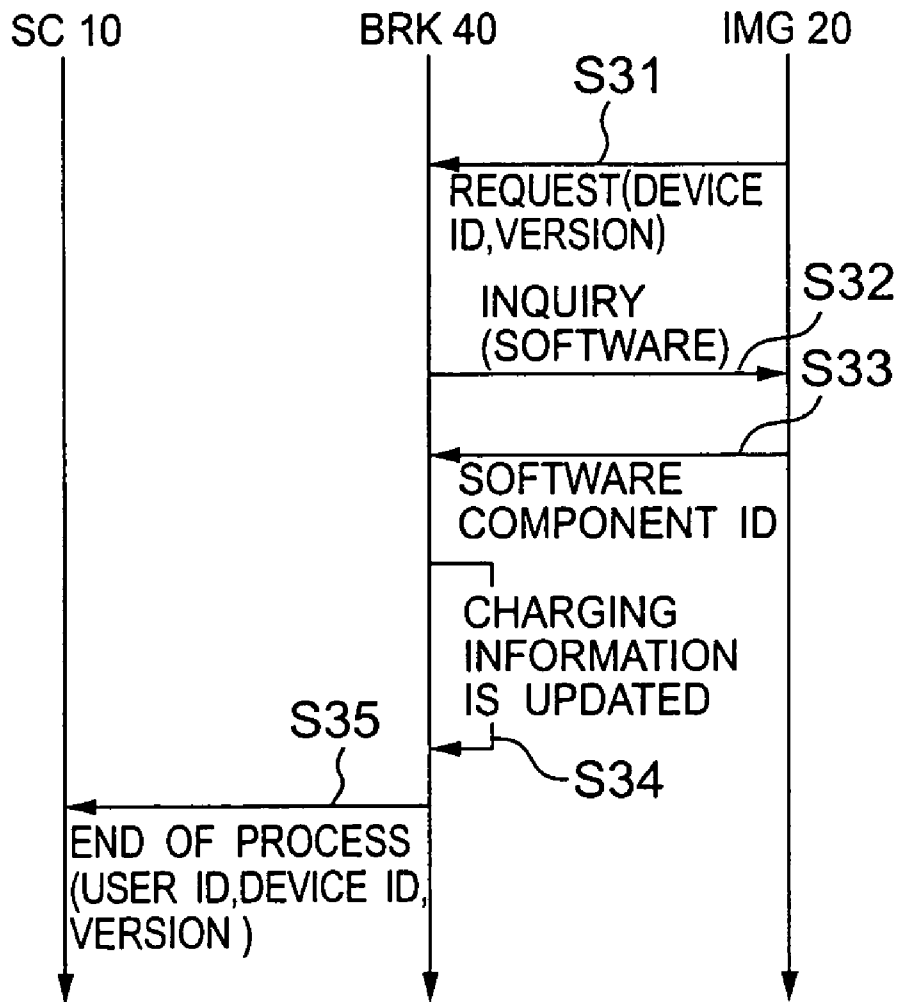 SC 10
BRK 40
IMG 20
S31
REQUEST(DEVICE
ID,VERSION)
INQUIRY
(SOFTWARE)
S32
S33
SOFTWARE
COMPONENT ID
CHARGING
INFORMATION
IS UPDATED
S34
S35
END OF PROCESS
(USER ID,DEVICE ID,
VERSION )